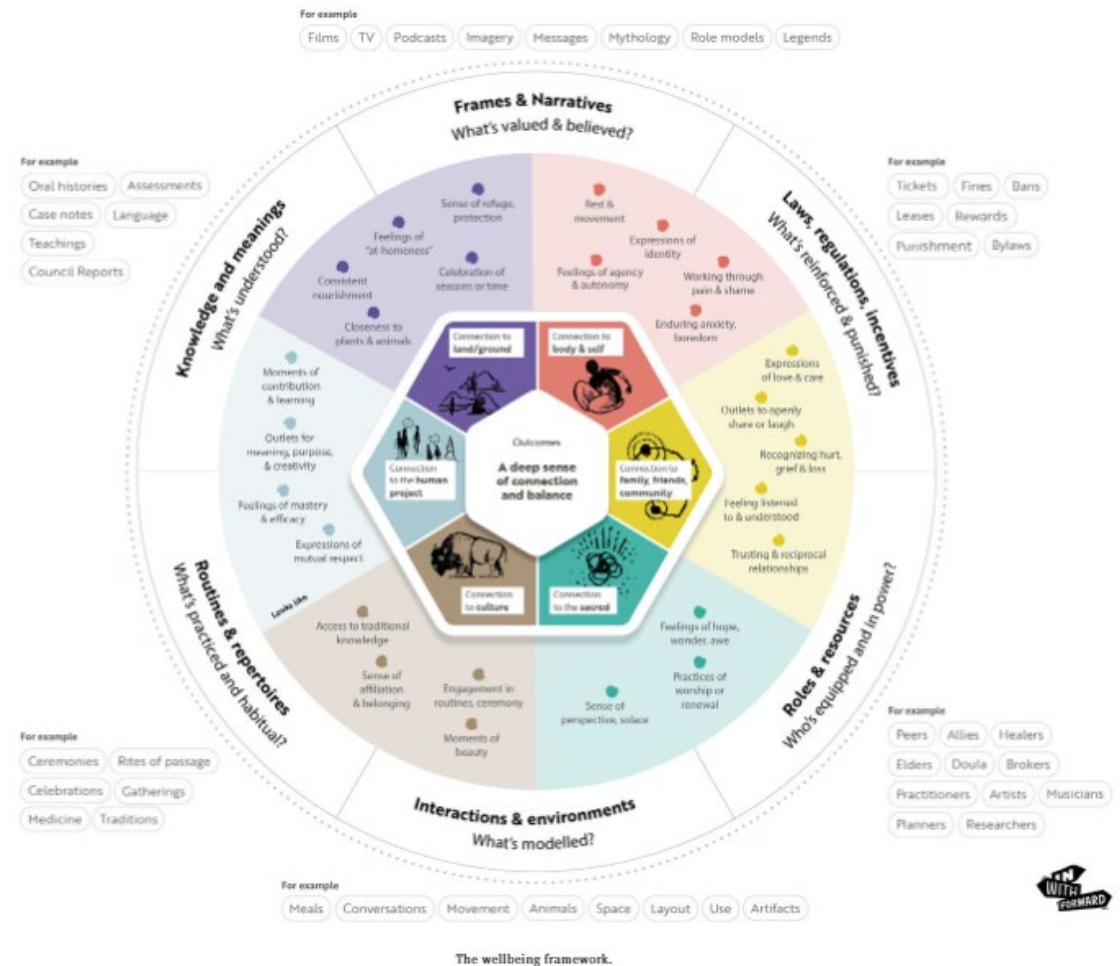 For example
Films TV Podcasts Imagery Messages Mythology Role models Legends
Frames & Narratives
What's valued & believed?
For example
Oral histories Assessments
Case notes Language
Teachings
Council Reports
Knowledge and meanings
What's understood?
For example
Tickets Fines Bans
Leases Rewards
Punishment Bylaws
Laws, regulations, incentives
What's reinforced & punished?
Sense of refuge,
protection
Feelings of
"at-homeness"
Celebration of
seasons or time
Consistent
nourishment
Closeness to
plants & animals
Rest &
movement
Expressions of
identity
Feelings of agency
& autonomy
Working through
pain & shame
Enduring anxiety,
boredom
Connection to
land/ground
Connection to
body & self
Moments of
contribution
& learning
Outlets for
meaning, purpose,
& creativity
Feelings of mastery
& efficacy
Expressions of
mutual respect
Looks like
Connection
to the human
project
Outcomes
A deep sense
of connection
and balance
Connection to
family, friends,
community
Expressions
of love & care
Outlets to openly
share or laugh
Recognizing hurt,
grief & loss
Feeling listened
to & understood
Trusting & reciprocal
relationships
Connection
to culture
Connection
to the sacred
Access to traditional
knowledge
Sense of
affiliation
& belonging
Engagement in
routines, ceremony
Moments of
beauty
Feelings of hope,
wonder, awe
Practices of
worship or
renewal
Sense of
perspective, solace
Routines & repertoires
What's practiced and habitual?
Roles & resources
Who's equipped and in power?
For example
Ceremonies Rites of passage
Celebrations Gatherings
Medicine Traditions
For example
Peers Allies Healers
Elders Doula Brokers
Practitioners Artists Musicians
Planners Researchers
Interactions & environments
What's modelled?
For example
Meals Conversations Movement Animals Space Layout Use Artifacts
IN
WITH
FORWARD
The wellbeing framework.